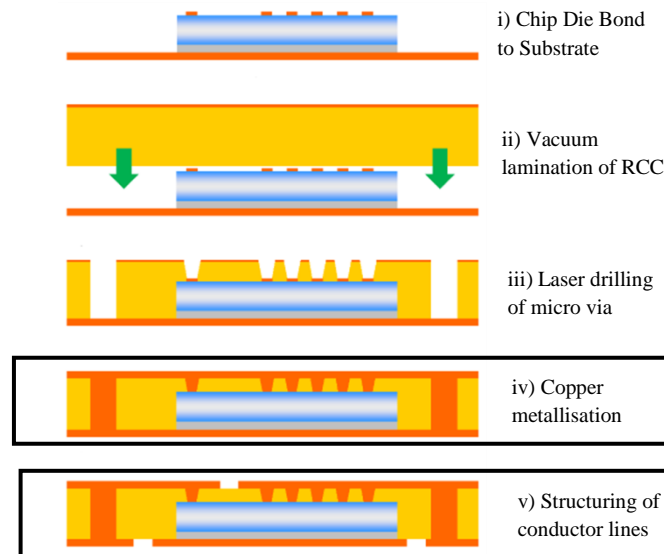 i) Chip Die Bond
to Substrate
ii) Vacuum
lamination of RCC
iii) Laser drilling
of micro via
iv) Copper
metallisation
v) Structuring of
conductor lines